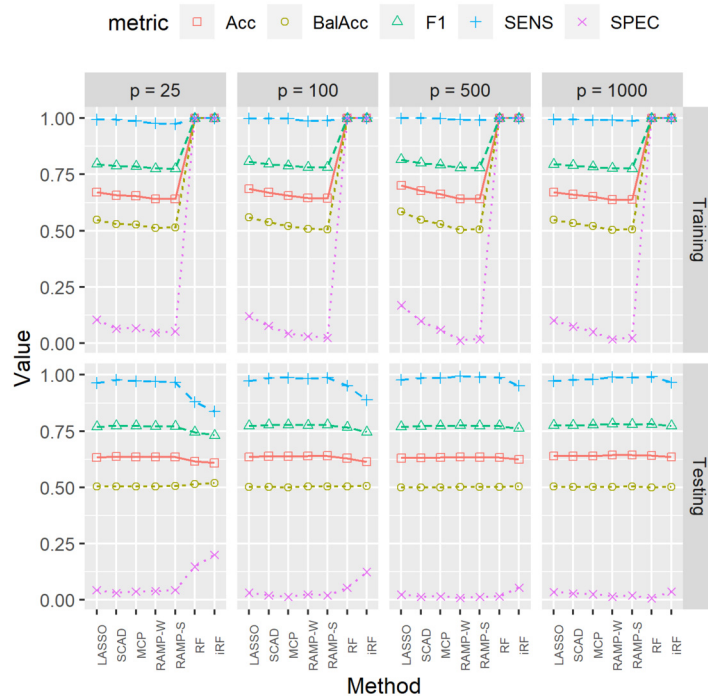 metric Acc BalAcc F1 SENS SPEC
p = 25 p = 100 p = 500 p = 1000
1.00
0.75
0.50
0.25
0.00
Training
1.00
0.75
0.50
0.25
0.00
Testing
Value
LASSO SCAD MCP RAMP-W RAMP-S RF iRF LASSO SCAD MCP RAMP-W RAMP-S RF iRF LASSO SCAD MCP RAMP-W RAMP-S RF iRF LASSO SCAD MCP RAMP-W RAMP-S RF iRF
Method